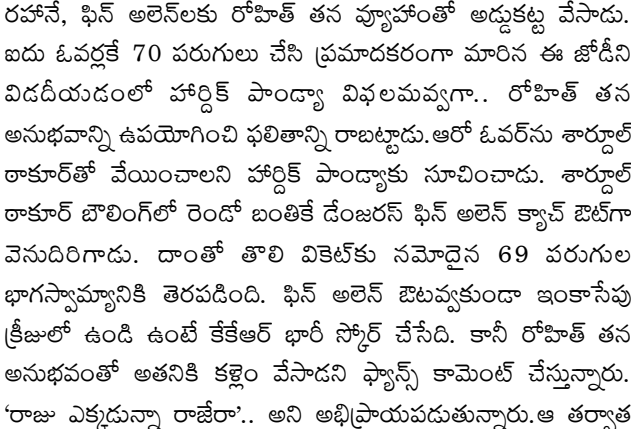 రహానే, ఫిన్ అలెన్‌లకు రోహిత్ తన వ్యూహంతో అడ్డుకట్ట వేసాడు.
ఐదు ఓవర్లకే 70 పరుగులు చేసి ప్రమాదకరంగా మారిన ఈ జోడీని
విడదీయడంలో హార్దిక్ పాండ్యా విఫలమవ్వగా.. రోహిత్ తన
అనుభవాన్ని ఉపయోగించి ఫలితాన్ని రాబట్టాడు.ఆరో ఓవర్‌ను శార్దూల్
ఠాకూర్‌తో వేయించాలని హార్దిక్ పాండ్యాకు సూచించాడు. శార్దూల్
ఠాకూర్ బౌలింగ్‌లో రెండో బంతికే డేంజరస్ ఫిన్ అలెన్ క్యాచ్ ఔట్‌గా
వెనుదిరిగాడు. దాంతో తొలి వికెట్‌కు నమోదైన 69 పరుగుల
భాగస్వామ్యానికి తెరపడింది. ఫిన్ అలెన్ ఔటవ్వకుండా ఇంకాసేపు
క్రీజులో ఉండి ఉంటే కేకేఆర్ భారీ స్కోర్ చేసేది. కానీ రోహిత్ తన
అనుభవంతో అతనికి కళ్లెం వేసాడని ఫ్యాన్స్ కామెంట్ చేస్తున్నారు.
‘రాజు ఎక్కడున్నా రాజేరా’.. అని అభిప్రాయపడుతున్నారు.ఆ తర్వాత